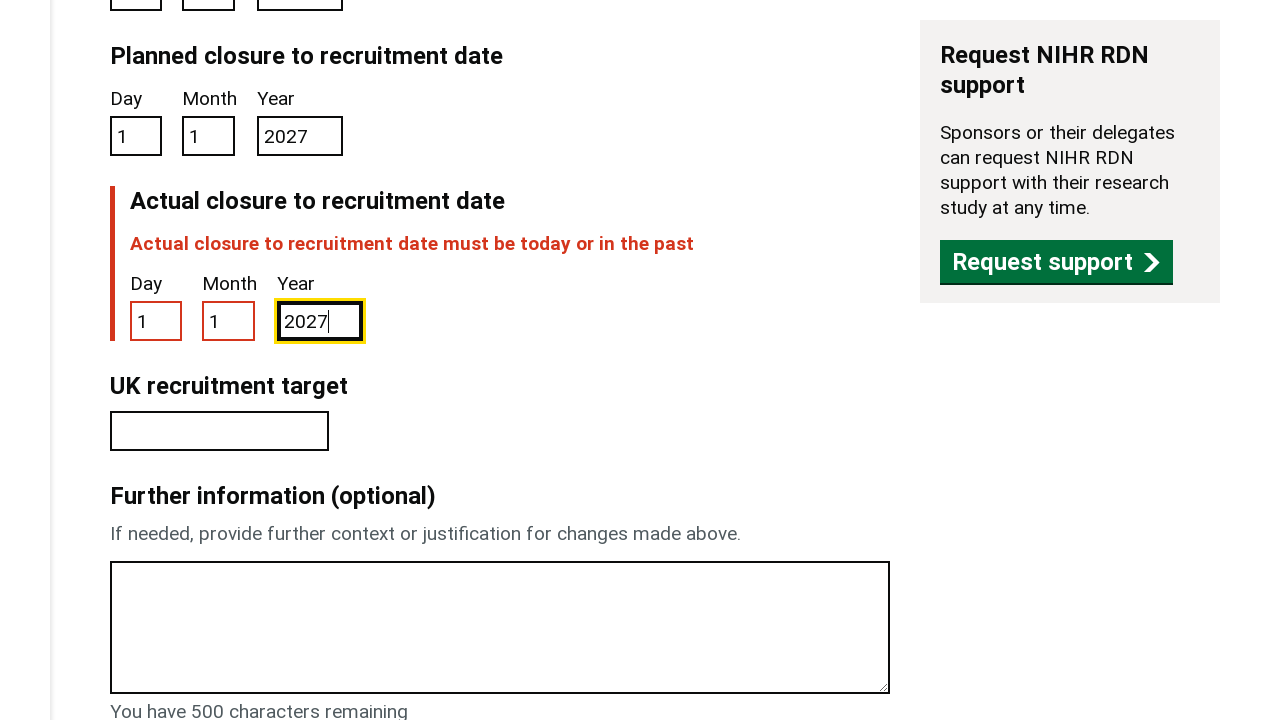 Planned closure to recruitment date
Day Month Year
1 1 2027
Actual closure to recruitment date
Actual closure to recruitment date must be today or in the past
Day Month Year
1 1 2027
UK recruitment target
Further information (optional)
If needed, provide further context or justification for changes made above.
You have 500 characters remaining
Request NIHR RDN
support
Sponsors or their delegates
can request NIHR RDN
support with their research
study at any time.
Request support